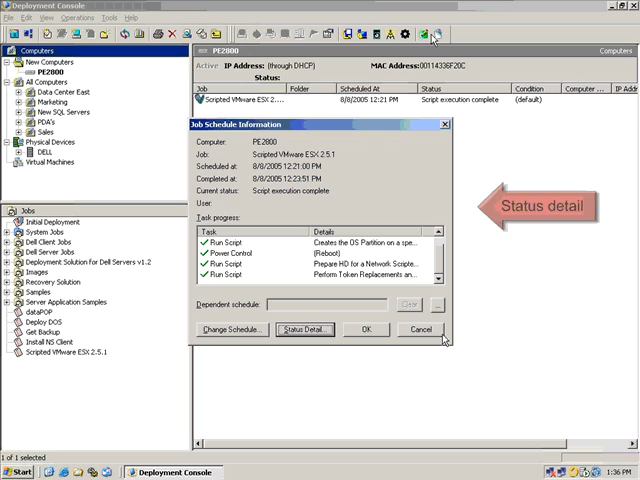 Deployment Console
File Edit View Operations Tools Help
Computers
New Computers
PE2800
All Computers
Data Center East
Marketing
New SQL Servers
PDA's
Sales
Physical Devices
DELL
Virtual Machines
Jobs
Initial Deployment
System Jobs
Dell Client Jobs
Dell Server Jobs
Deployment Solution for Dell Servers v1.2
Images
Repurposing Solution
Samples
Server Application Samples
dataPOP
Deploy DOS
Get Backup
Install NS Client
Scripted VMware ESX 2.5.1
PE2800 Computers
Active IP Address: (through DHCP) MAC Address:00114336F20C
Status:
Job Folder Scheduled At Status Condition Computer ... IP Addr
Scripted VMware ESX 2.... 8/8/2005 12:21 PM Script execution complete (default)
Job Schedule Information
Computer: PE2800
Job: Scripted VMware ESX 2.5.1
Scheduled at: 8/8/2005 12:21:00 PM
Completed at: 8/8/2005 12:23:51 PM
Current status: Script execution complete
User:
Task progress:
Task Details
Run Script Creates the OS Partition on a spe...
Power Control (Reboot)
Run Script Prepare HD for a Network Scripte...
Run Script Perform Token Replacements an...
Dependent schedule: Clear ...
Change Schedule... Status Detail... OK Cancel
Status detail
1 of 1 selected
Start Deployment Console 1:36 PM